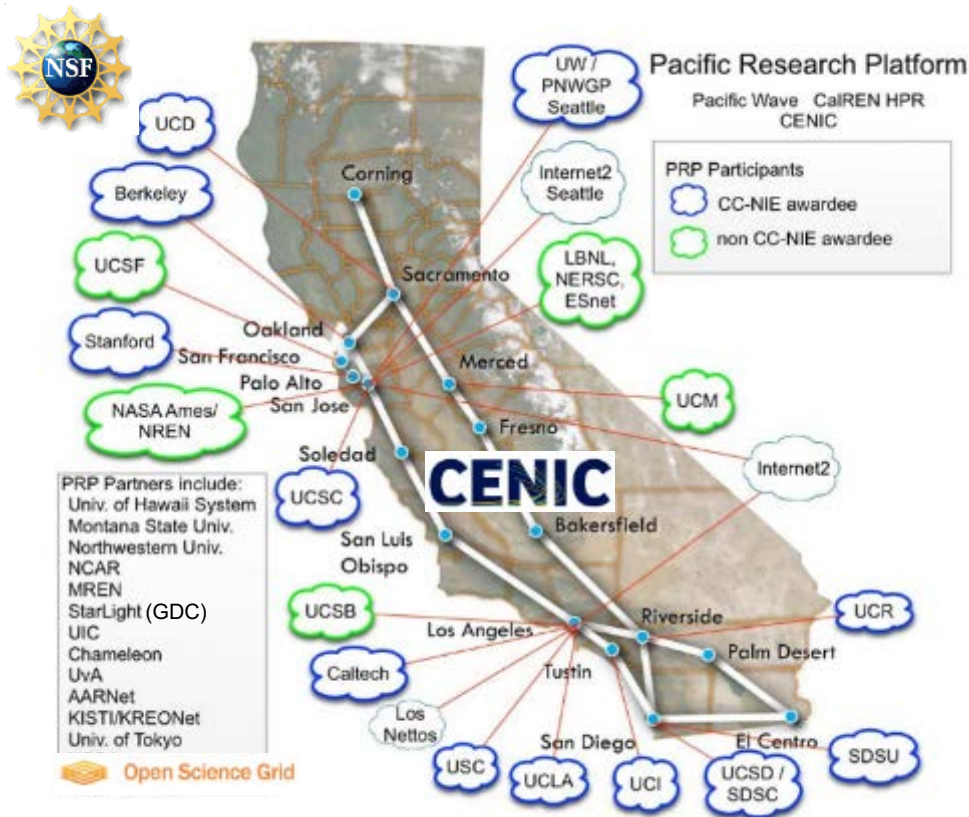 NSF
UW /
PNWGP
Seattle
Pacific Research Platform
Pacific Wave CalREN HPR
CENIC
UCD
PRP Participants
CC-NIE awardee
non CC-NIE awardee
Internet2
Seattle
Corning
Berkeley
LBNL,
NERSC,
ESnet
UCSF
Sacramento
Oakland
Stanford
San Francisco
Palo Alto
San Jose
Merced
UCM
NASA Ames/
NREN
Fresno
Soledad
Internet2
CENIC
UCSC
PRP Partners include:
Univ. of Hawaii System
Montana State Univ.
Northwestern Univ.
NCAR
MREN
StarLight (GDC)
UIC
Chameleon
UvA
AARNet
KISTI/KREONet
Univ. of Tokyo
Open Science Grid
San Luis
Obispo
Bakersfield
UCSB
Los Angeles
Riverside
UCR
Caltech
Tustin
Palm Desert
Los
Nettos
San Diego
El Centro
USC
UCLA
UCI
UCSD /
SDSC
SDSU